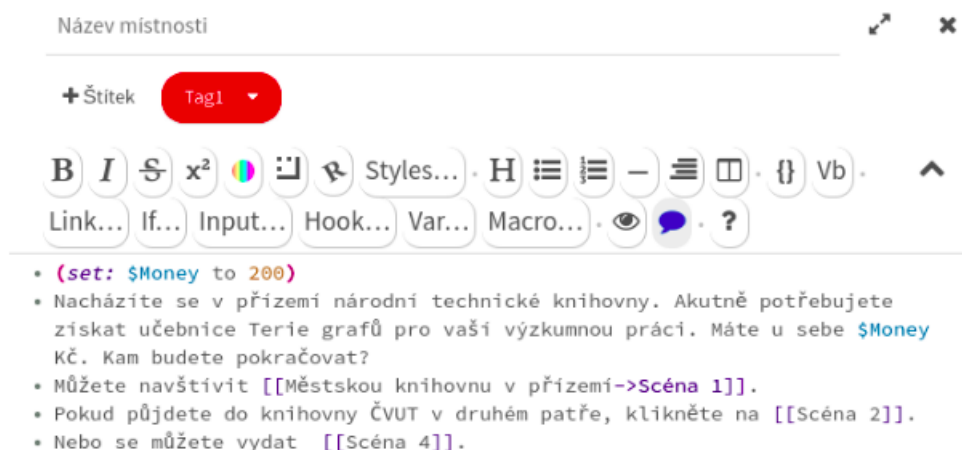 Název místnosti
+ Štítek Tag1
B I S x² Styles... H {} Vb
Link... If... Input... Hook... Var... Macro... ?
• (set: $Money to 200)
• Nacházíte se v přízemí národní technické knihovny. Akutně potřebujete
získat učebnice Terie grafů pro vaší výzkumnou práci. Máte u sebe $Money
Kč. Kam budete pokračovat?
• Můžete navštívit [[Městskou knihovnu v přízemí->Scéna 1]].
• Pokud půjdete do knihovny ČVUT v druhém patře, klikněte na [[Scéna 2]].
• Nebo se můžete vydat [[Scéna 4]].